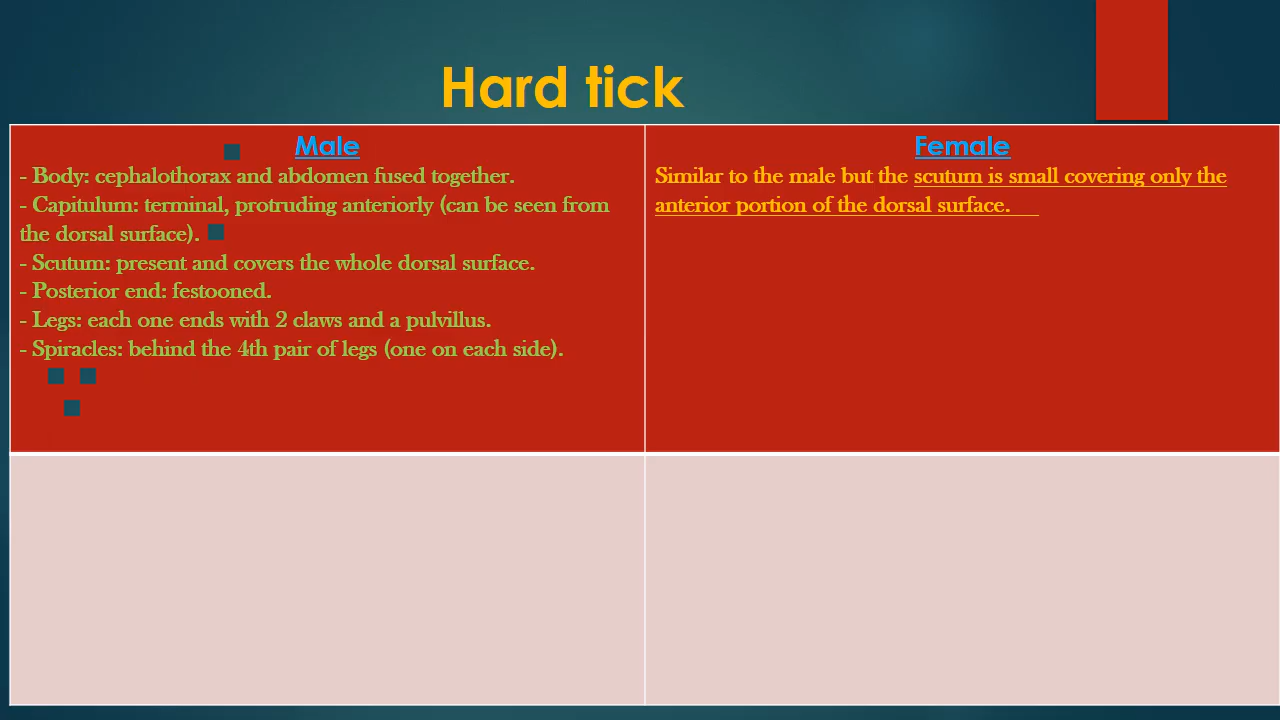 Hard tick
Male
- Body: cephalothorax and abdomen fused together.
- Capitulum: terminal, protruding anteriorly (can be seen from
the dorsal surface).
- Scutum: present and covers the whole dorsal surface.
- Posterior end: festooned.
- Legs: each one ends with 2 claws and a pulvillus.
- Spiracles: behind the 4th pair of legs (one on each side).
Female
Similar to the male but the scutum is small covering only the
anterior portion of the dorsal surface.